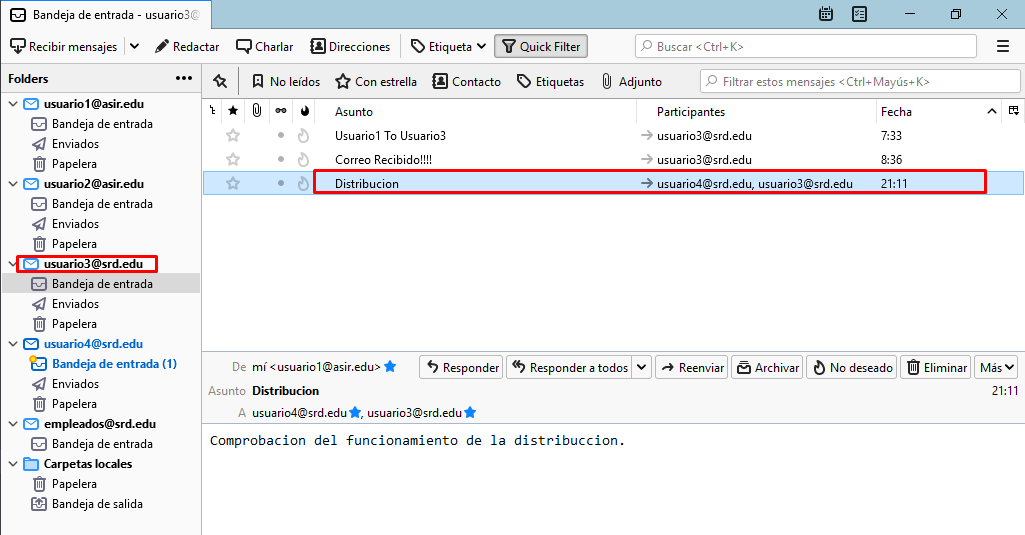 Bandeja de entrada - usuario3@
Recibir mensajes Redactar Charlar Direcciones Etiqueta Quick Filter Buscar <Ctrl+K>
Folders
usuario1@asir.edu
Bandeja de entrada
Enviados
Papelera
usuario2@asir.edu
Bandeja de entrada
Enviados
Papelera
usuario3@srd.edu
Bandeja de entrada
Enviados
Papelera
usuario4@srd.edu
Bandeja de entrada (1)
Enviados
Papelera
empleados@srd.edu
Bandeja de entrada
Carpetas locales
Papelera
Bandeja de salida
No leídos Con estrella Contacto Etiquetas Adjunto Filtrar estos mensajes <Ctrl+Mayús+K>
Asunto Participantes Fecha
Usuario1 To Usuario3 usuario3@srd.edu 7:33
Correo Recibido!!!! usuario3@srd.edu 8:36
Distribucion usuario4@srd.edu, usuario3@srd.edu 21:11
De mí <usuario1@asir.edu> Responder Responder a todos Reenviar Archivar No deseado Eliminar Más
Asunto Distribucion 21:11
A usuario4@srd.edu, usuario3@srd.edu
Comprobacion del funcionamiento de la distribuccion.